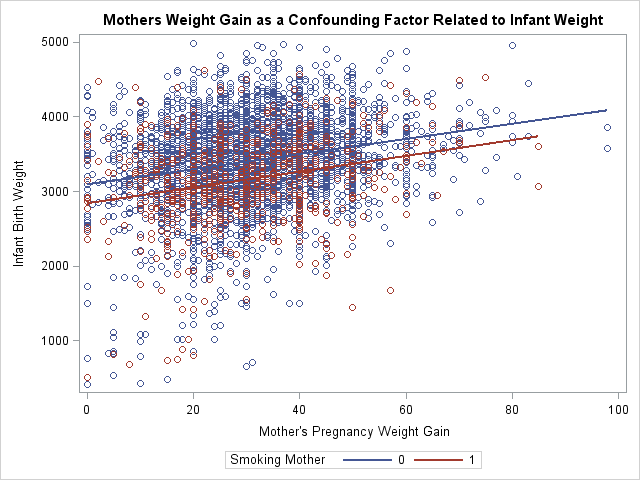 Mothers Weight Gain as a Confounding Factor Related to Infant Weight
5000
4000
3000
2000
1000
Infant Birth Weight
0 20 40 60 80 100
Mother's Pregnancy Weight Gain
Smoking Mother 0 1